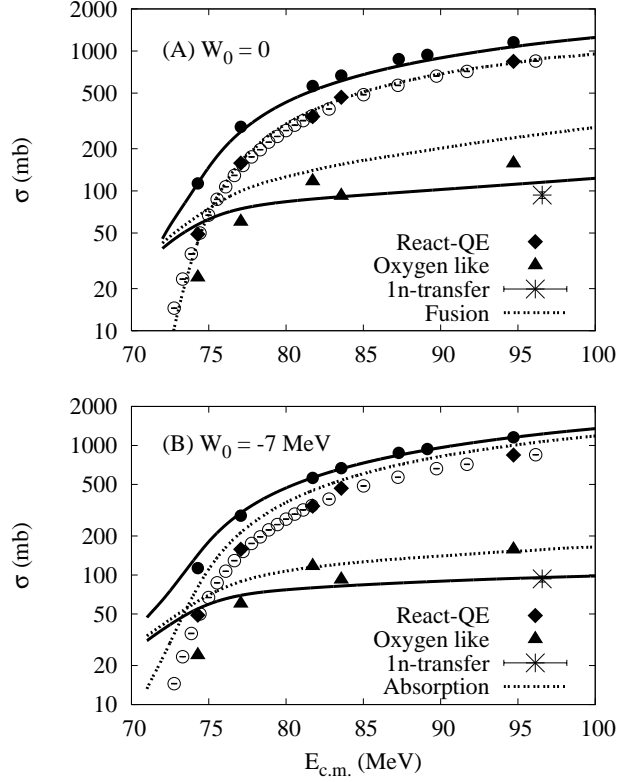 2000
1000
500
200
100
50
20
10
σ (mb)
(A) W0 = 0
React-QE
Oxygen like
1n-transfer
Fusion
70 75 80 85 90 95 100
2000
1000
500
200
100
50
20
10
σ (mb)
(B) W0 = -7 MeV
React-QE
Oxygen like
1n-transfer
Absorption
70 75 80 85 90 95 100
Ec.m. (MeV)